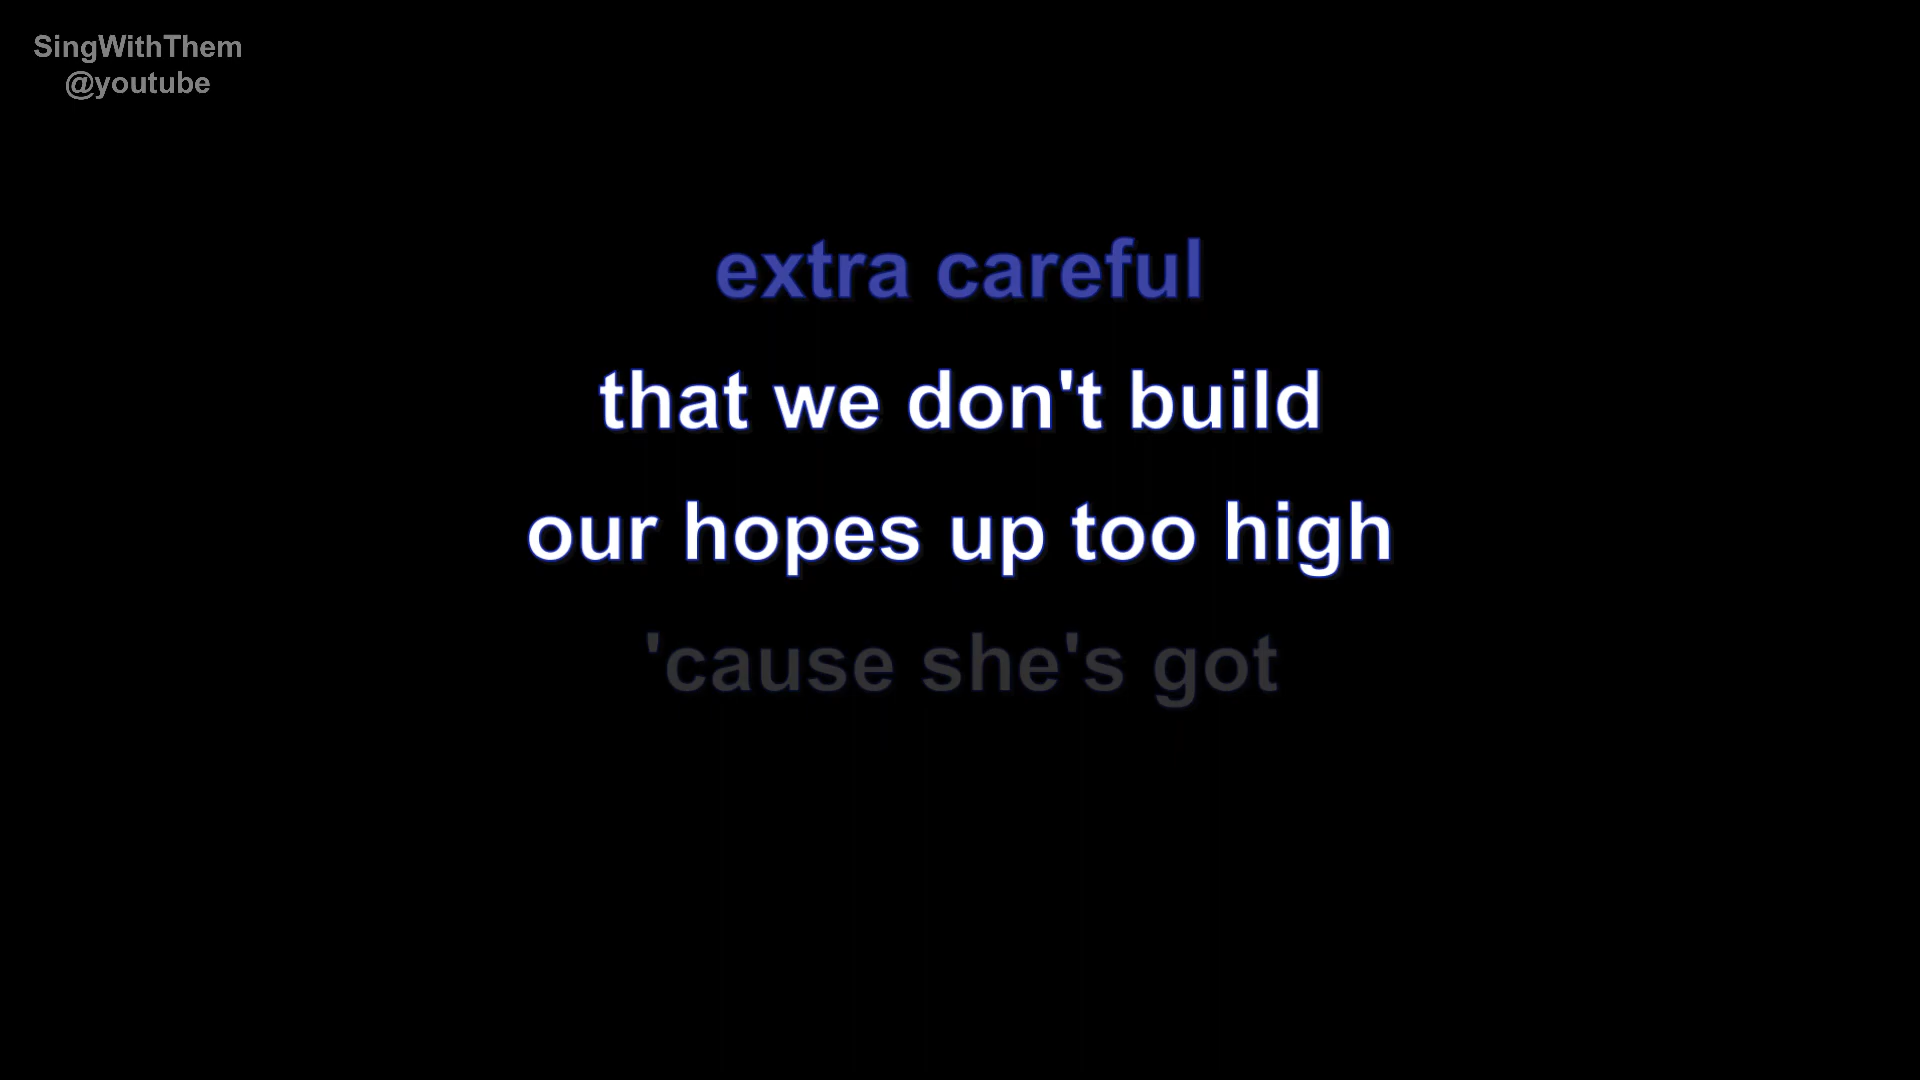 SingWithThem
@youtube
extra careful
that we don't build
our hopes up too high
'cause she's got